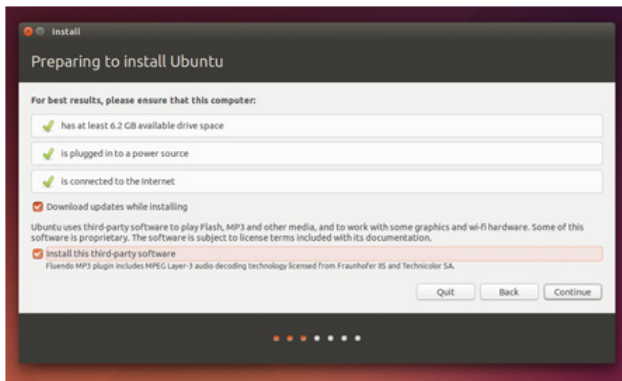 Install
Preparing to install Ubuntu
For best results, please ensure that this computer:
has at least 6.2 GB available drive space
is plugged in to a power source
is connected to the Internet
Download updates while installing
Ubuntu uses third-party software to play Flash, MP3 and other media, and to work with some graphics and wi-fi hardware. Some of this
software is proprietary. The software is subject to license terms included with its documentation.
Install this third-party software
Fluendo MP3 plugin includes MPEG Layer-3 audio decoding technology licensed from Fraunhofer IIS and Technicolor SA.
Quit Back Continue